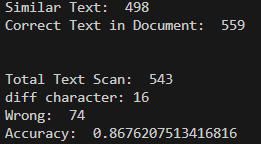 Similar Text:  498
Correct Text in Document:  559
Total Text Scan:  543
diff character: 16
Wrong:  74
Accuracy:  0.8676207513416816